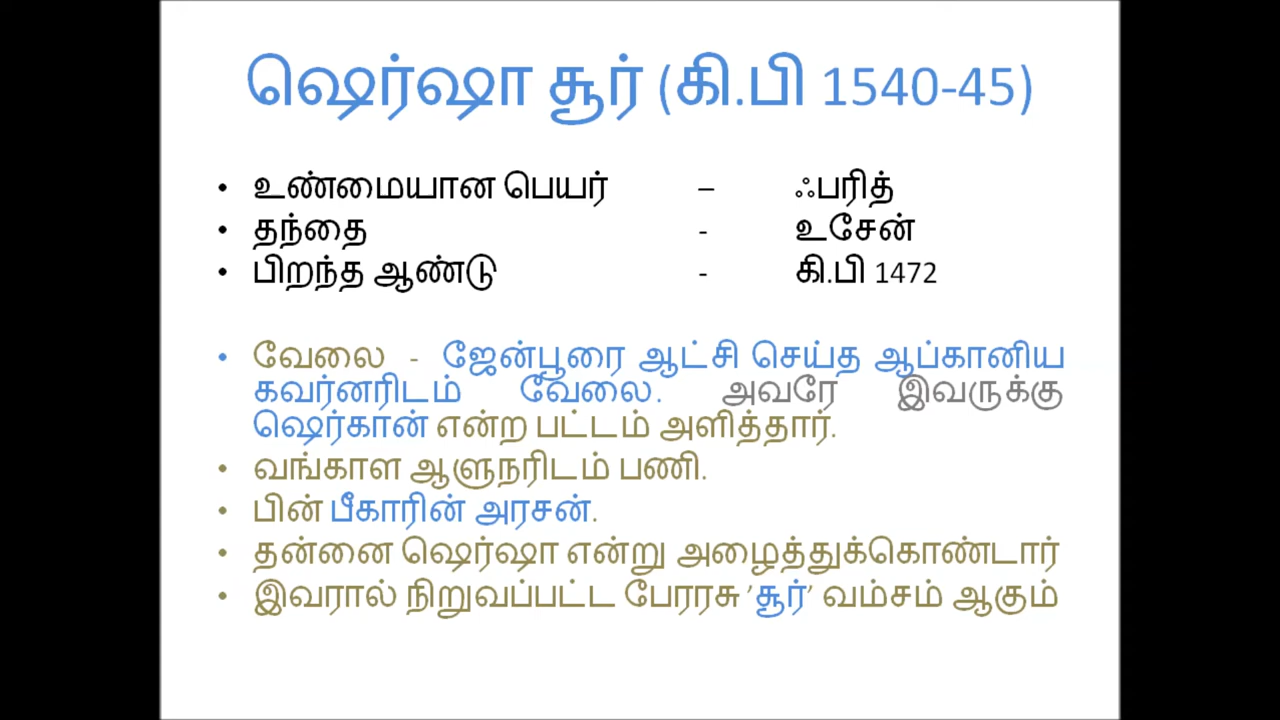 ஷெர்ஷா சூர் (கி.பி 1540-45)
• உண்மையான பெயர் – ஃபரித்
• தந்தை - உசேன்
• பிறந்த ஆண்டு - கி.பி 1472
• வேலை - ஜேன்பூரை ஆட்சி செய்த ஆப்கானிய
கவர்னரிடம் வேலை. அவரே இவருக்கு
ஷெர்கான் என்ற பட்டம் அளித்தார்.
• வங்காள ஆளுநரிடம் பணி.
• பின் பீகாரின் அரசன்.
• தன்னை ஷெர்ஷா என்று அழைத்துக்கொண்டார்
• இவரால் நிறுவப்பட்ட பேரரசு ’சூர்’ வம்சம் ஆகும்